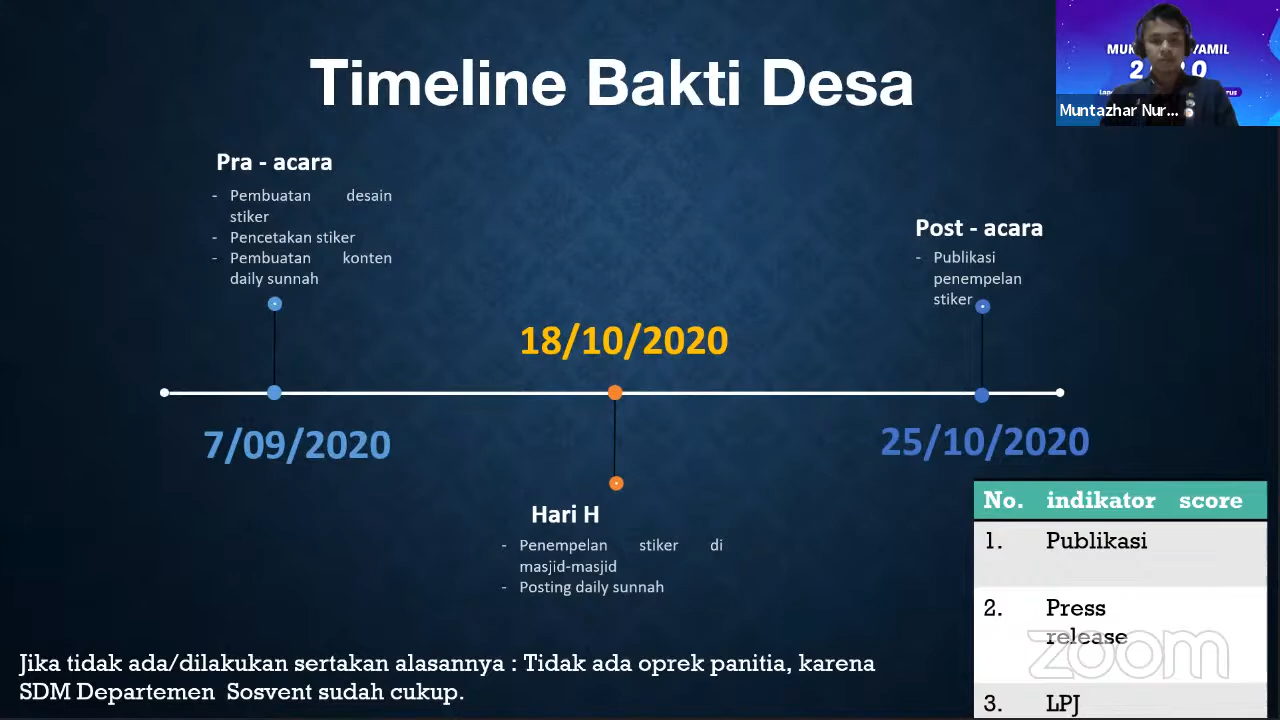 Timeline Bakti Desa
MUN
YAMIL
Muntazhar Nur...
Pra - acara
- Pembuatan desain
stiker
- Pencetakan stiker
- Pembuatan konten
daily sunnah
Post - acara
- Publikasi
penempelan
stiker
18/10/2020
7/09/2020
25/10/2020
Hari H
- Penempelan stiker di
masjid-masjid
- Posting daily sunnah
No. indikator score
1. Publikasi
2. Press
release
zoom
3. LPJ
Jika tidak ada/dilakukan sertakan alasannya : Tidak ada oprek panitia, karena
SDM Departemen Sosvent sudah cukup.